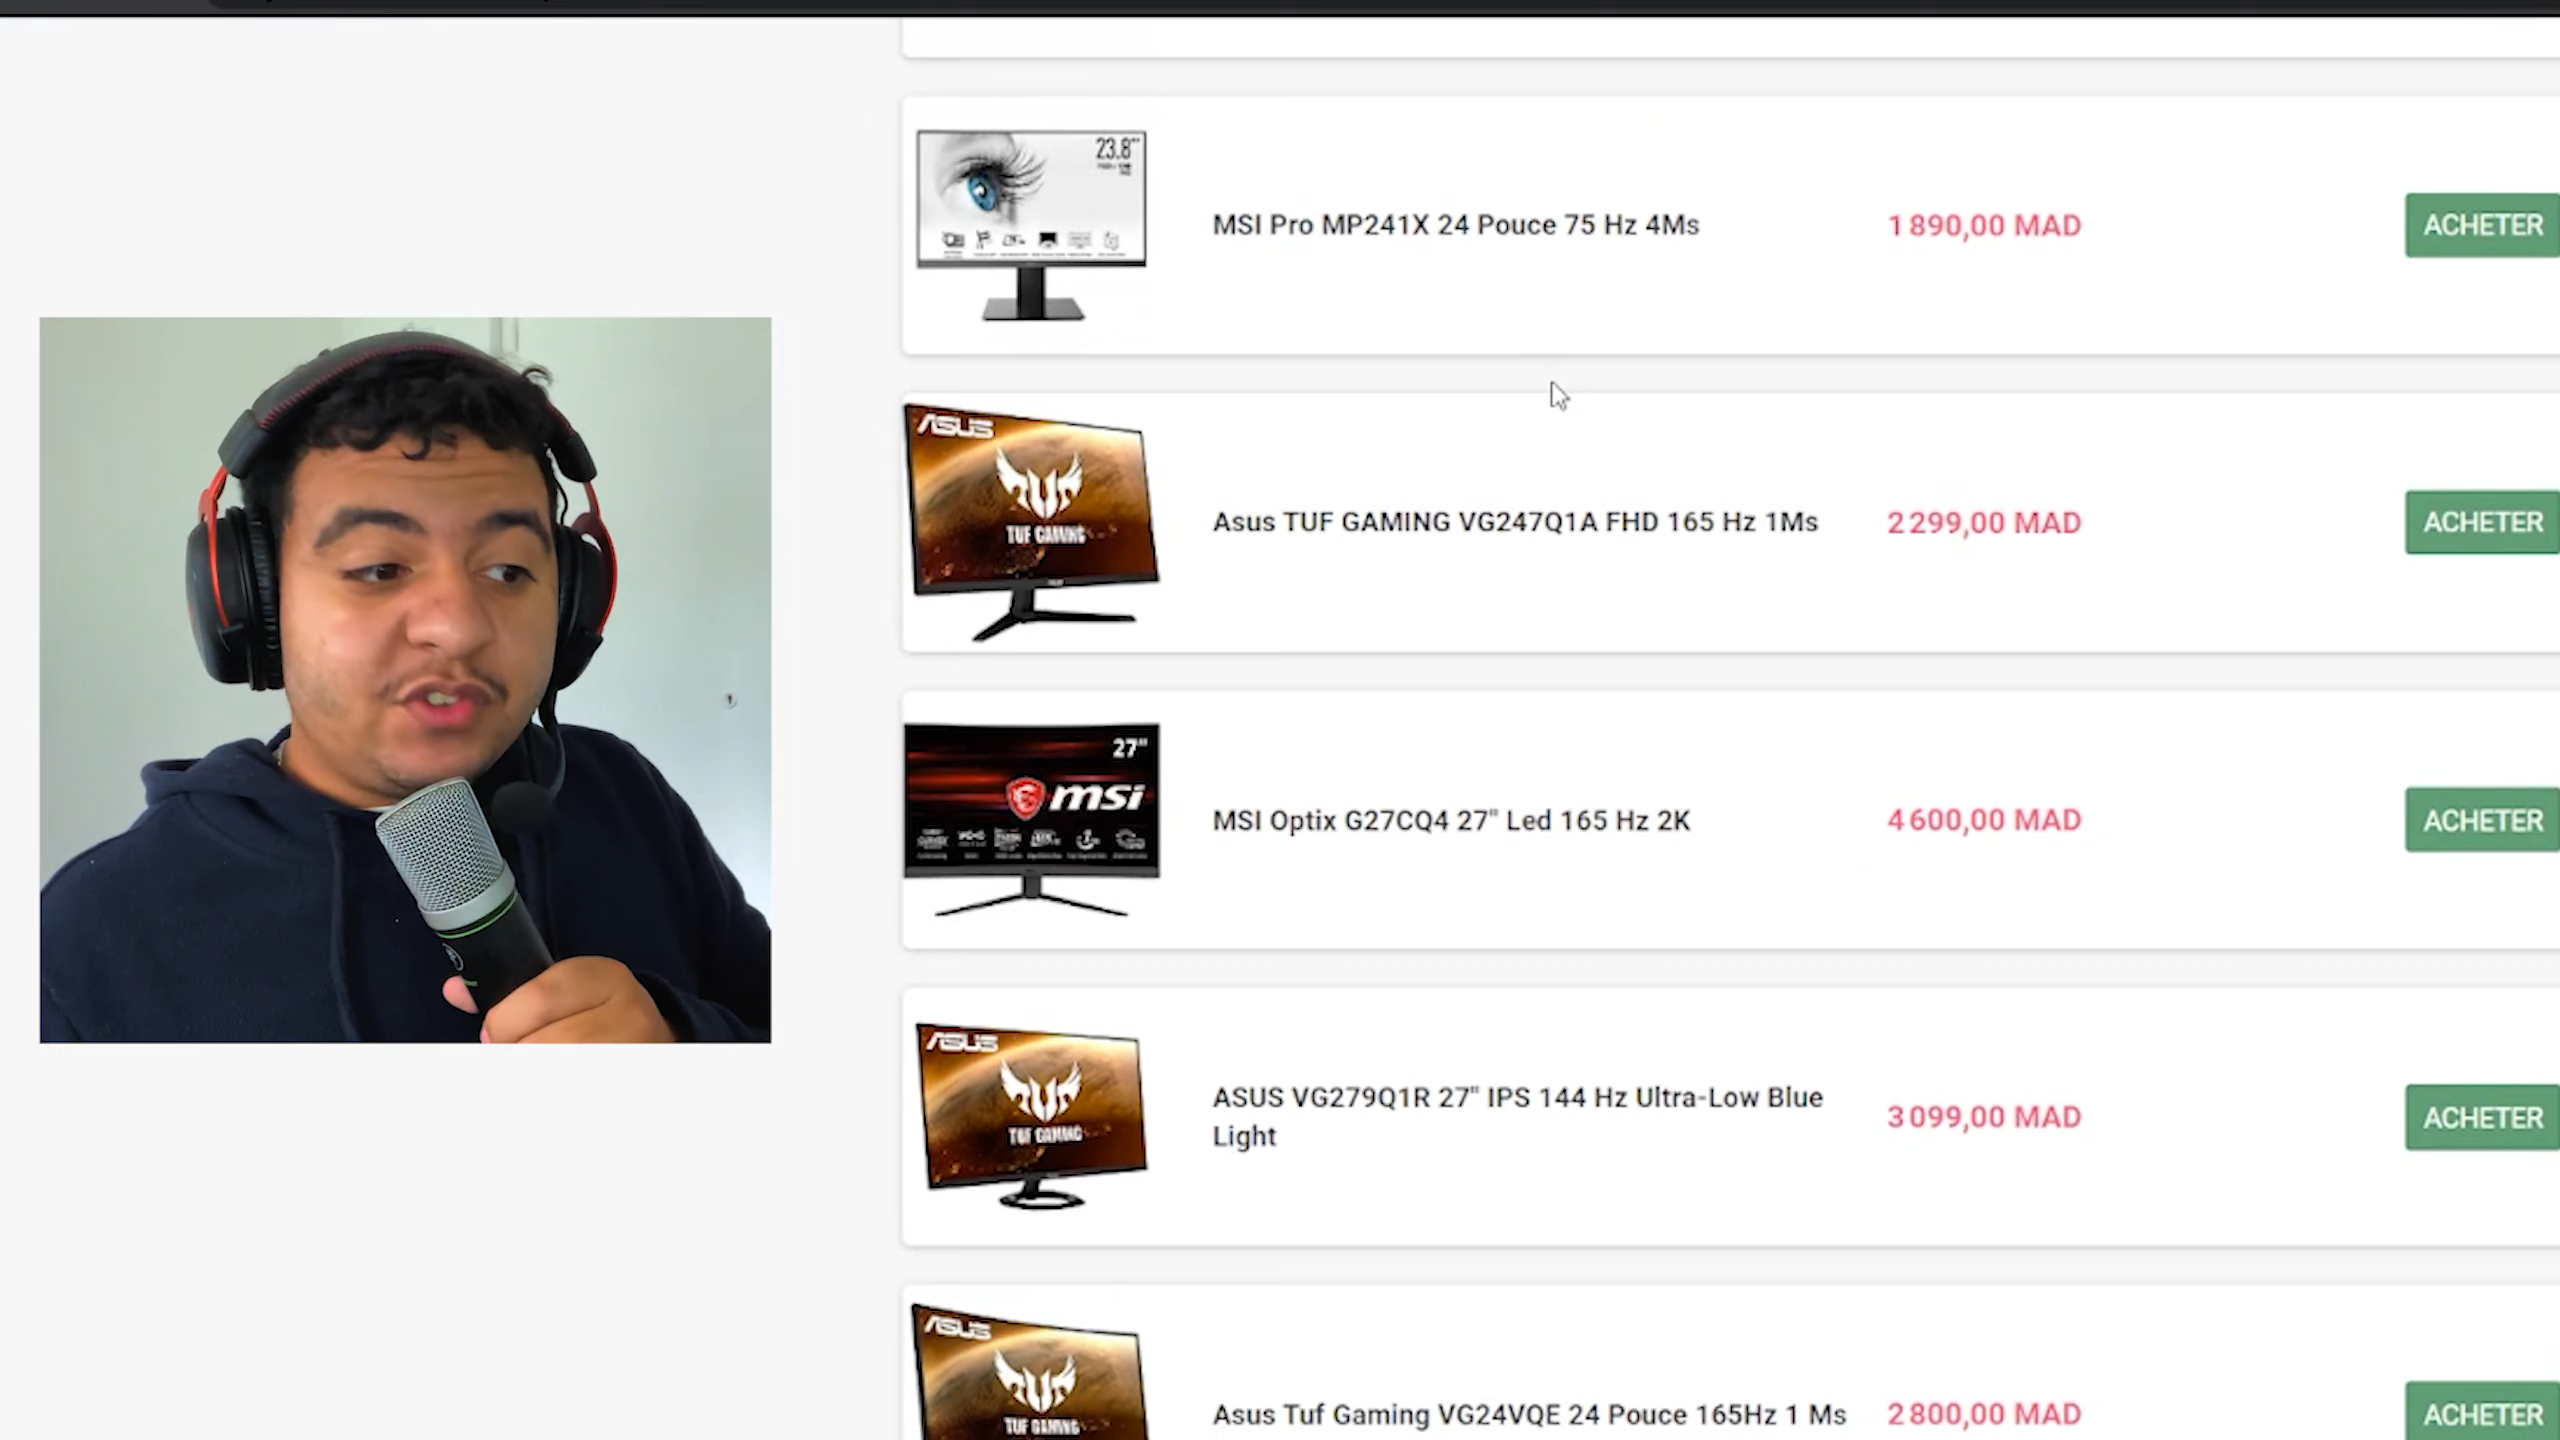 23.8"
MSI Pro MP241X 24 Pouce 75 Hz 4Ms
1 890,00 MAD
ACHETER
ASUS
TUF GAMING
Asus TUF GAMING VG247Q1A FHD 165 Hz 1Ms
2 299,00 MAD
ACHETER
27"
msi
MSI Optix G27CQ4 27" Led 165 Hz 2K
4 600,00 MAD
ACHETER
ASUS
TUF GAMING
ASUS VG279Q1R 27" IPS 144 Hz Ultra-Low Blue
Light
3 099,00 MAD
ACHETER
ASUS
TUF GAMING
Asus Tuf Gaming VG24VQE 24 Pouce 165Hz 1 Ms
2 800,00 MAD
ACHETER